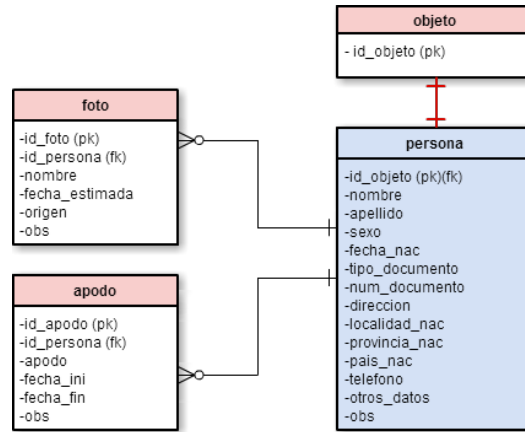 objeto
- id_objeto (pk)
foto
-id_foto (pk)
-id_persona (fk)
-nombre
-fecha_estimada
-origen
-obs
persona
-id_objeto (pk)(fk)
-nombre
-apellido
-sexo
-fecha_nac
-tipo_documento
-num_documento
-direccion
-localidad_nac
-provincia_nac
-pais_nac
-telefono
-otros_datos
-obs
apodo
-id_apodo (pk)
-id_persona (fk)
-apodo
-fecha_ini
-fecha_fin
-obs